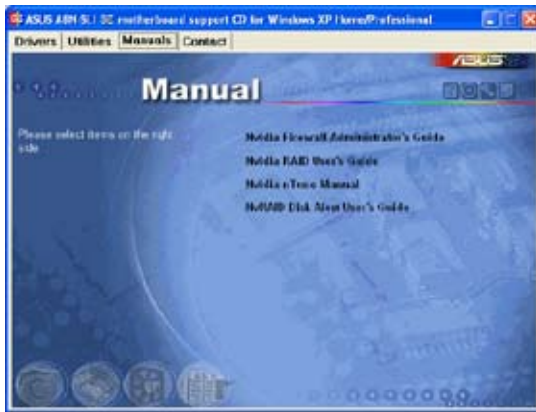 ASUS A8N-SLI SE motherboard support CD for Windows XP Home/Professional
Drivers Utilities Manuals Contact
ASUS
Manual
Please select items on the right
side
Nvidia Firewall Administrator's Guide
Nvidia RAID User's Guide
Nvidia nTune Manual
NvRAID Disk Alert User's Guide